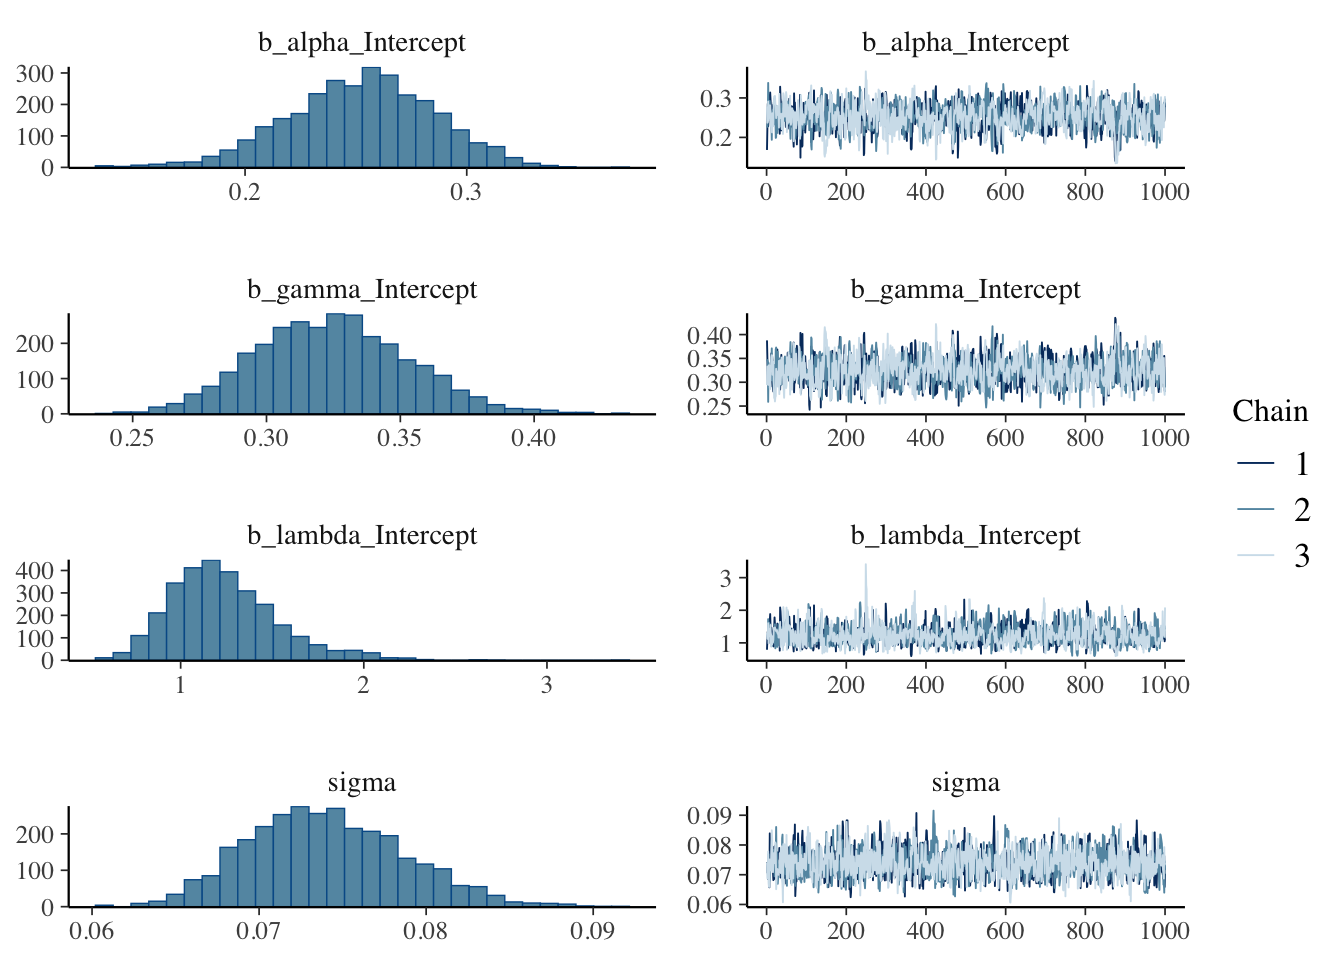 b_alpha_Intercept
300
200
100
0
0.2 0.3
b_alpha_Intercept
0.3
0.2
0 200 400 600 800 1000
b_gamma_Intercept
200
100
0
0.25 0.30 0.35 0.40
b_gamma_Intercept
0.40
0.35
0.30
0.25
0 200 400 600 800 1000
b_lambda_Intercept
400
300
200
100
0
1 2 3
b_lambda_Intercept
3
2
1
0 200 400 600 800 1000
sigma
200
100
0
0.06 0.07 0.08 0.09
sigma
0.09
0.08
0.07
0.06
0 200 400 600 800 1000
Chain
1
2
3